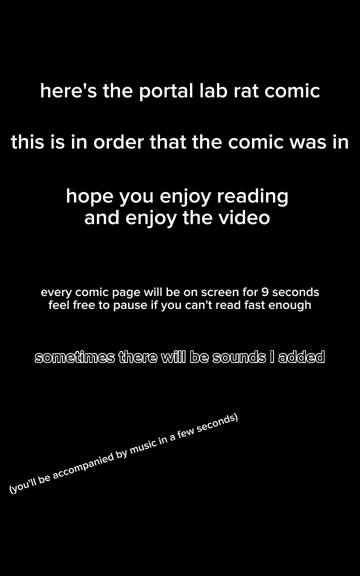 here's the portal lab rat comic
this is in order that the comic was in
hope you enjoy reading
and enjoy the video
every comic page will be on screen for 9 seconds
feel free to pause if you can't read fast enough
sometimes there will be sounds I added
(you'll be accompanied by music in a few seconds)